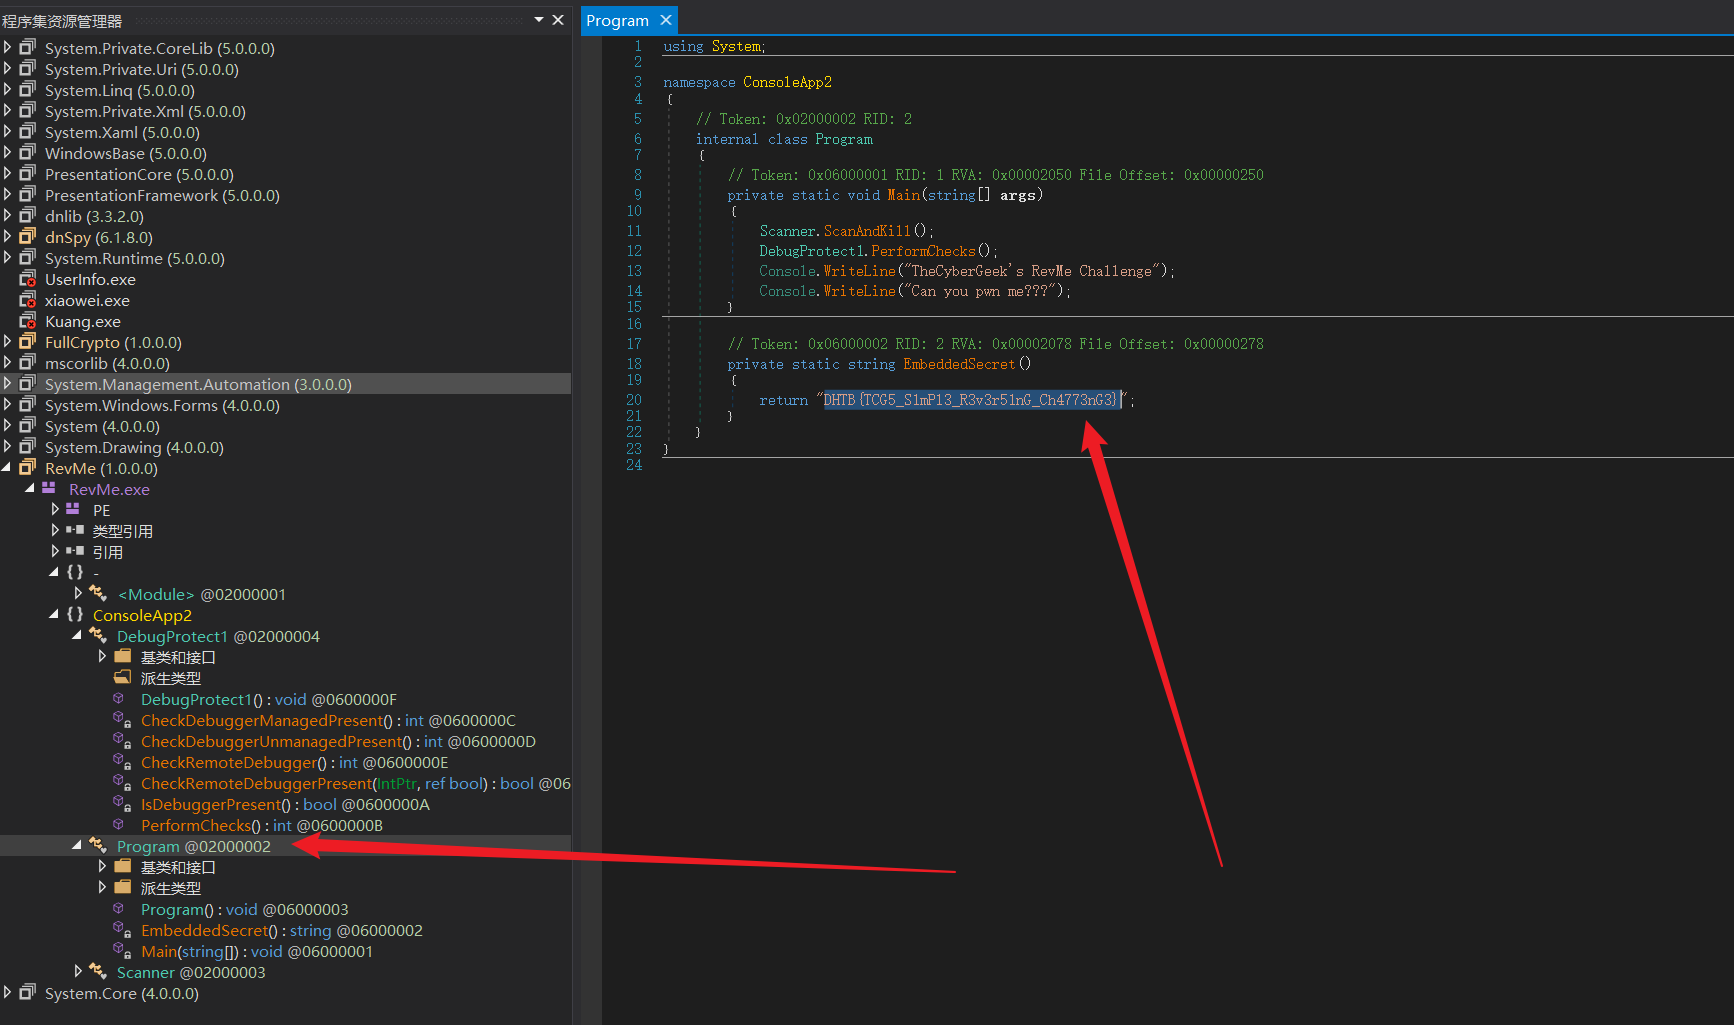 程序集资源管理器
System.Private.CoreLib (5.0.0.0)
System.Private.Uri (5.0.0.0)
System.Linq (5.0.0.0)
System.Private.Xml (5.0.0.0)
System.Xaml (5.0.0.0)
WindowsBase (5.0.0.0)
PresentationCore (5.0.0.0)
PresentationFramework (5.0.0.0)
dnlib (3.3.2.0)
dnSpy (6.1.8.0)
System.Runtime (5.0.0.0)
UserInfo.exe
xiaowei.exe
Kuang.exe
FullCrypto (1.0.0.0)
mscorlib (4.0.0.0)
System.Management.Automation (3.0.0.0)
System.Windows.Forms (4.0.0.0)
System (4.0.0.0)
System.Drawing (4.0.0.0)
RevMe (1.0.0.0)
RevMe.exe
PE
类型引用
引用
{ } -
<Module> @02000001
{ } ConsoleApp2
DebugProtect1 @02000004
基类和接口
派生类型
DebugProtect1() : void @0600000F
CheckDebuggerManagedPresent() : int @0600000C
CheckDebuggerUnmanagedPresent() : int @0600000D
CheckRemoteDebugger() : int @0600000E
CheckRemoteDebuggerPresent(IntPtr, ref bool) : bool @06
IsDebuggerPresent() : bool @0600000A
PerformChecks() : int @0600000B
Program @02000002
基类和接口
派生类型
Program() : void @06000003
EmbeddedSecret() : string @06000002
Main(string[]) : void @06000001
Scanner @02000003
System.Core (4.0.0.0)
Program
1 using System;
2
3 namespace ConsoleApp2
4 {
5 // Token: 0x02000002 RID: 2
6 internal class Program
7 {
8 // Token: 0x06000001 RID: 1 RVA: 0x00002050 File Offset: 0x00000250
9 private static void Main(string[] args)
10 {
11 Scanner.ScanAndKill();
12 DebugProtect1.PerformChecks();
13 Console.WriteLine("TheCyberGeek's RevMe Challenge");
14 Console.WriteLine("Can you pwn me???");
15 }
16
17 // Token: 0x06000002 RID: 2 RVA: 0x00002078 File Offset: 0x00000278
18 private static string EmbeddedSecret()
19 {
20 return "DHTB{TCG5_S1mPl3_R3v3r51nG_Ch4773nG3}";
21 }
22 }
23 }
24